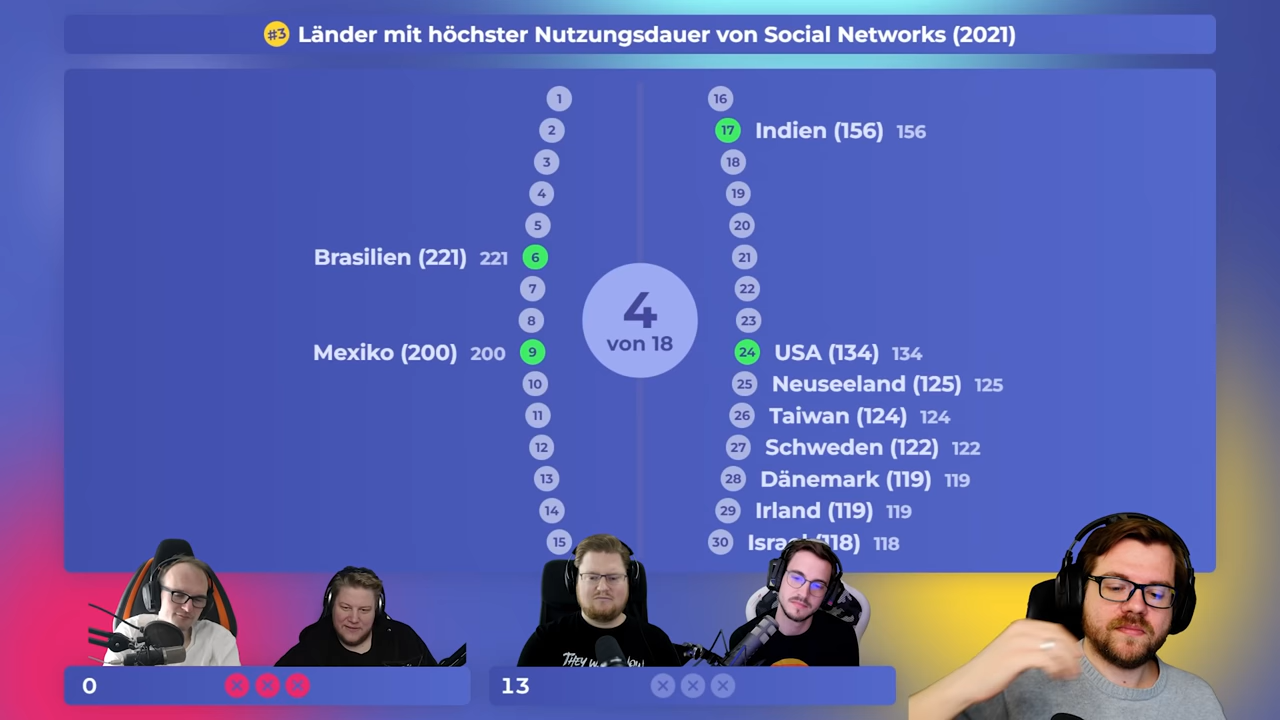 #3 Länder mit höchster Nutzungsdauer von Social Networks (2021)
1
2
3
4
5
Brasilien (221) 221 6
7
8
Mexiko (200) 200 9
10
11
12
13
14
15
4
von 18
16
17 Indien (156) 156
18
19
20
21
22
23
24 USA (134) 134
25 Neuseeland (125) 125
26 Taiwan (124) 124
27 Schweden (122) 122
28 Dänemark (119) 119
29 Irland (119) 119
30 118
THEY
0
13